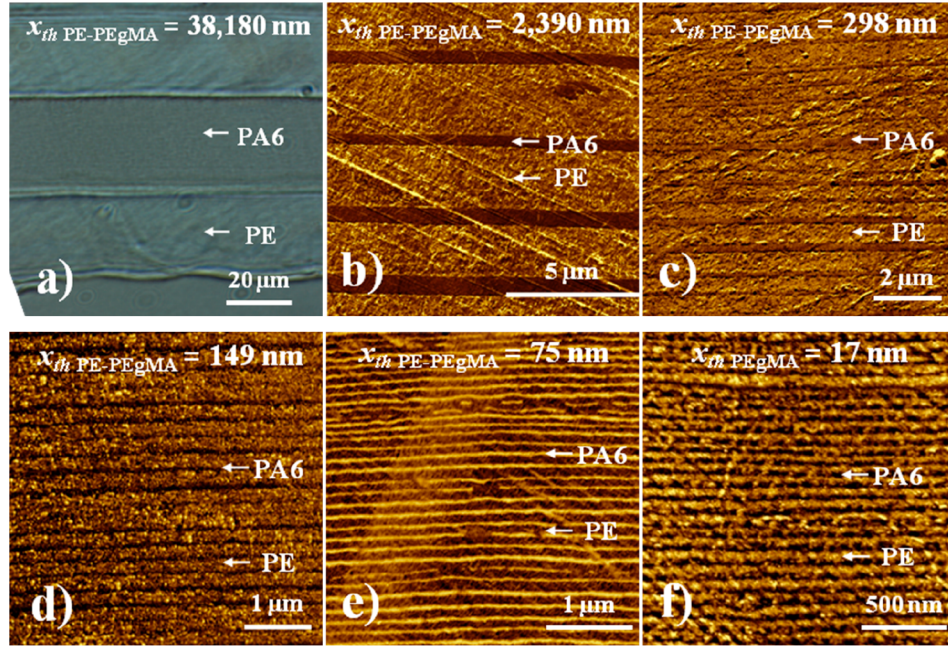 x_th PE-PEgMA = 38,180 nm
PA6
PE
a)
20 μm
x_th PE-PEgMA = 2,390 nm
PA6
PE
b)
5 μm
x_th PE-PEgMA = 298 nm
PA6
PE
c)
2 μm
x_th PE-PEgMA = 149 nm
PA6
PE
d)
1 μm
x_th PE-PEgMA = 75 nm
PA6
PE
e)
1 μm
x_th PEgMA = 17 nm
PA6
PE
f)
500 nm